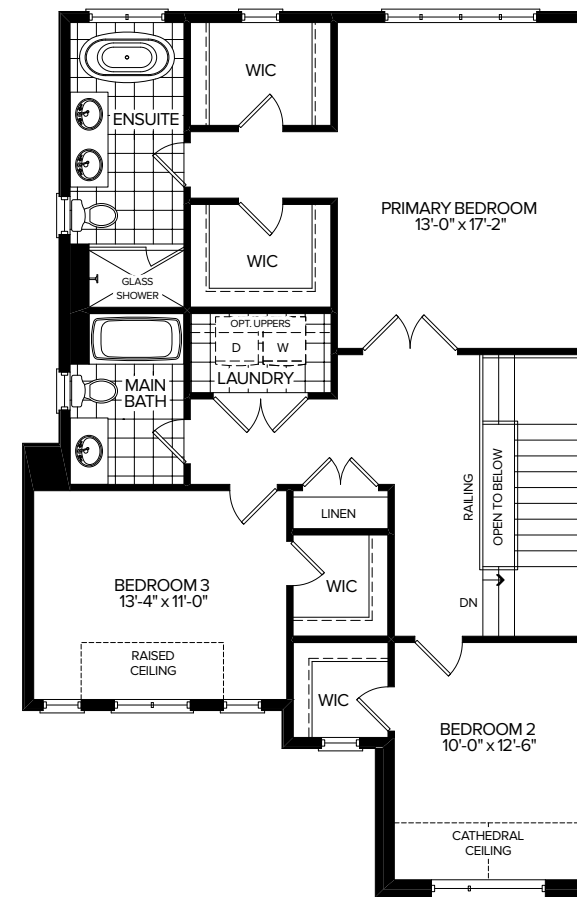 WIC
ENSUITE
PRIMARY BEDROOM
13'-0" x 17'-2"
WIC
GLASS
SHOWER
OPT. UPPERS
D
W
LAUNDRY
MAIN
BATH
RAILING
OPEN TO BELOW
LINEN
BEDROOM 3
13'-4" x 11'-0"
WIC
DN
RAISED
CEILING
WIC
BEDROOM 2
10'-0" x 12'-6"
CATHEDRAL
CEILING